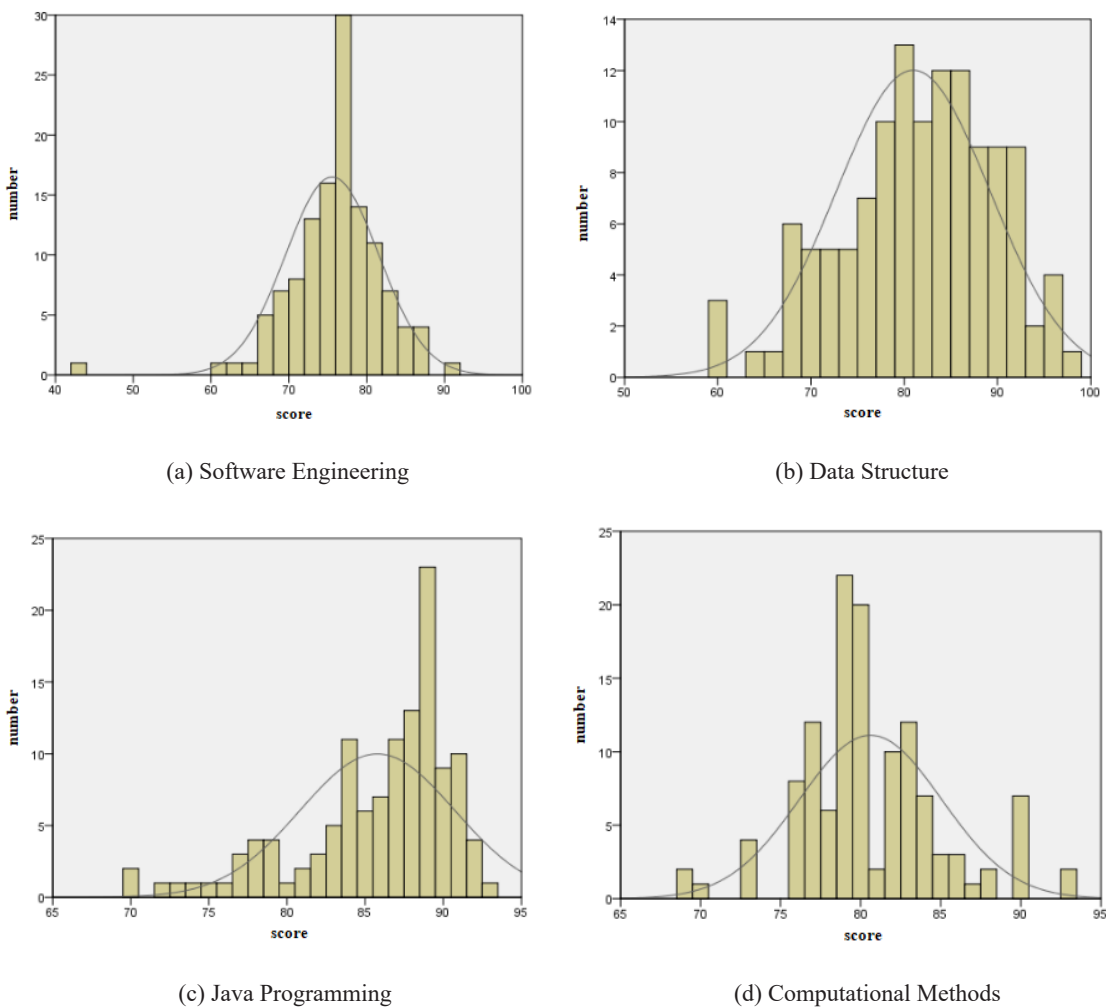 30
25
20
15
10
5
0
number
40 50 60 70 80 90 100
score
(a) Software Engineering
14
12
10
8
6
4
2
0
number
50 60 70 80 90 100
score
(b) Data Structure
25
20
15
10
5
0
number
65 70 75 80 85 90 95
score
(c) Java Programming
25
20
15
10
5
0
number
65 70 75 80 85 90 95
score
(d) Computational Methods